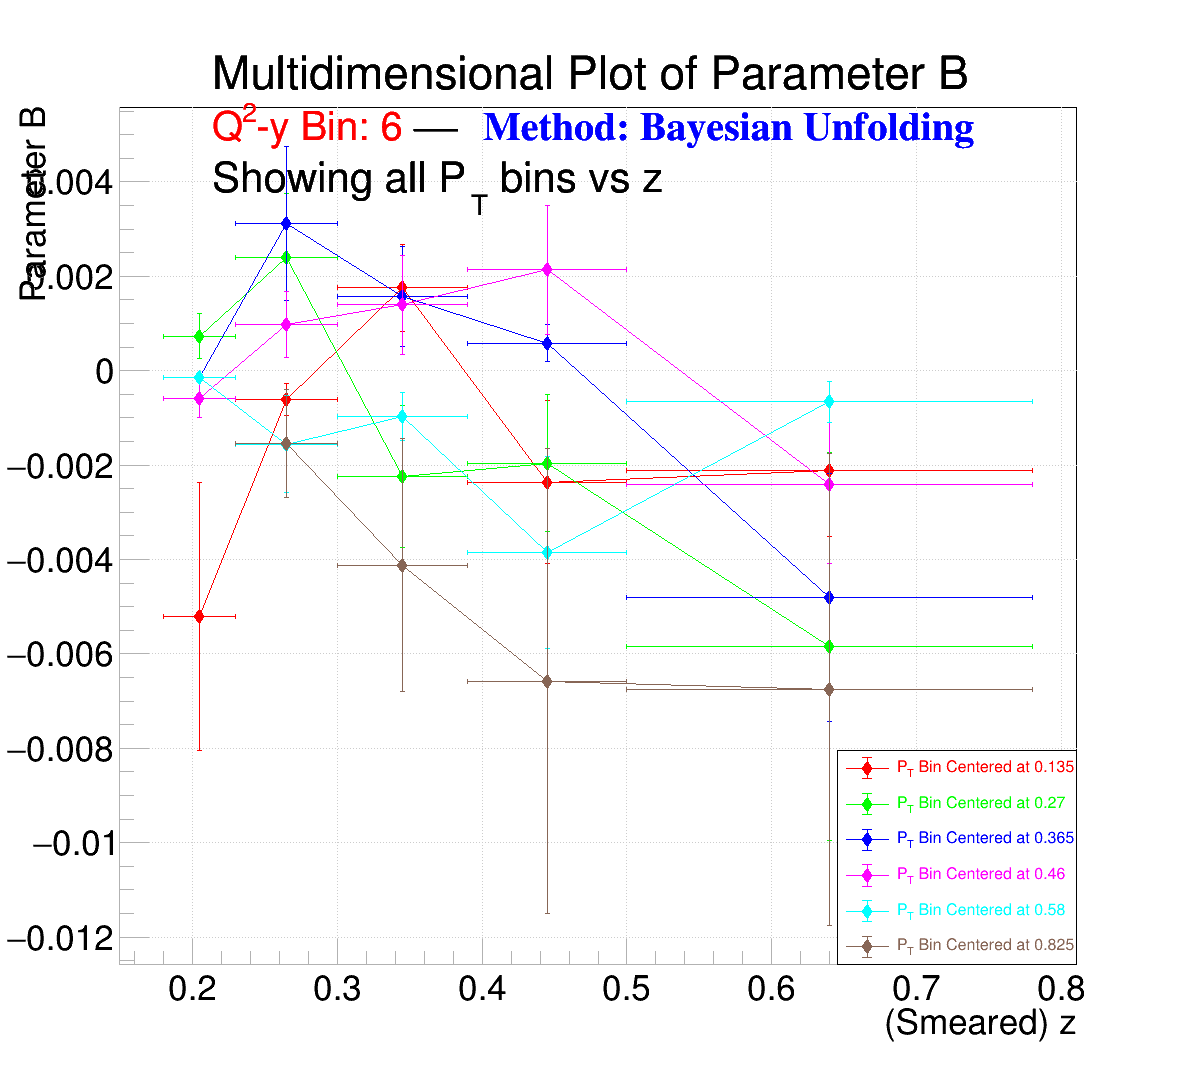 Multidimensional Plot of Parameter B
Q2-y Bin: 6 — Method: Bayesian Unfolding
Showing all PT bins vs z
Parameter B
0.004
0.002
0
−0.002
−0.004
−0.006
−0.008
−0.01
−0.012
PT Bin Centered at 0.135
PT Bin Centered at 0.27
PT Bin Centered at 0.365
PT Bin Centered at 0.46
PT Bin Centered at 0.58
PT Bin Centered at 0.825
0.2 0.3 0.4 0.5 0.6 0.7 0.8
(Smeared) z